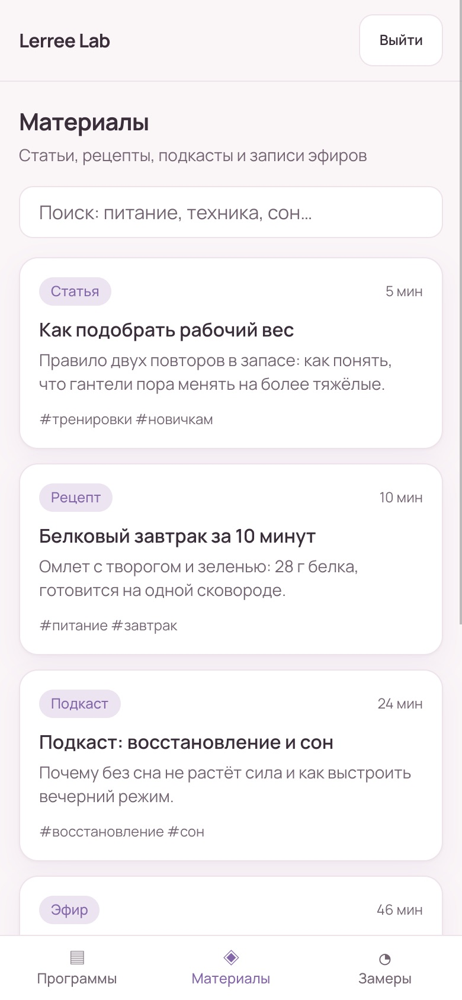 Lerree Lab
Выйти
Материалы
Статьи, рецепты, подкасты и записи эфиров
Поиск: питание, техника, сон...
Статья
5 мин
Как подобрать рабочий вес
Правило двух повторов в запасе: как понять,
что гантели пора менять на более тяжёлые.
#тренировки #новичкам
Рецепт
10 мин
Белковый завтрак за 10 минут
Омлет с творогом и зеленью: 28 г белка,
готовится на одной сковороде.
#питание #завтрак
Подкаст
24 мин
Подкаст: восстановление и сон
Почему без сна не растёт сила и как выстроить
вечерний режим.
#восстановление #сон
Эфир
46 мин
Программы
Материалы
Замеры